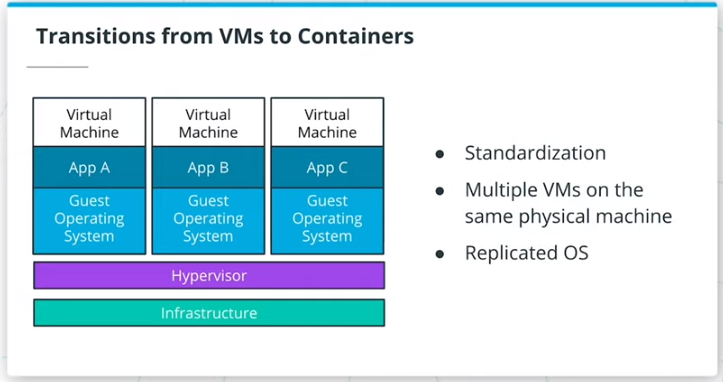 Transitions from VMs to Containers
Virtual
Machine
App A
Guest
Operating
System
Virtual
Machine
App B
Guest
Operating
System
Virtual
Machine
App C
Guest
Operating
System
Hypervisor
Infrastructure
● Standardization
● Multiple VMs on the
same physical machine
● Replicated OS